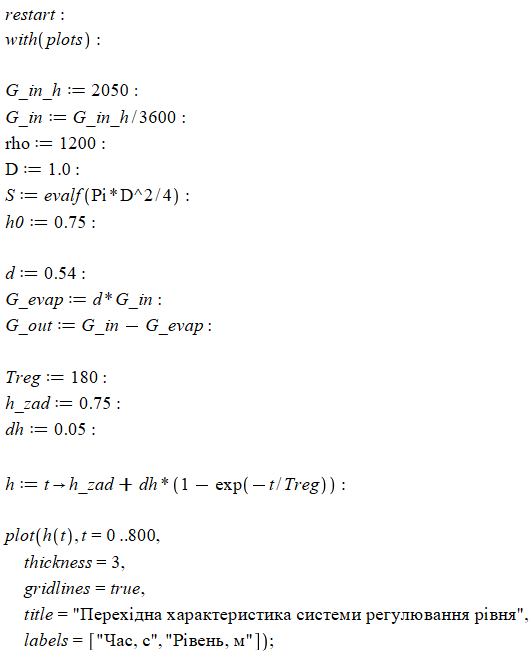 restart :
with(plots) :
G_in_h := 2050 :
G_in := G_in_h/3600 :
rho := 1200 :
D := 1.0 :
S := evalf(Pi*D^2/4) :
h0 := 0.75 :
d := 0.54 :
G_evap := d*G_in :
G_out := G_in − G_evap :
Treg := 180 :
h_zad := 0.75 :
dh := 0.05 :
h := t→h_zad + dh*(1 − exp(−t/Treg)) :
plot(h(t), t = 0 ..800,
thickness = 3,
gridlines = true,
title = "Перехідна характеристика системи регулювання рівня",
labels = ["Час, с", "Рівень, м"]);